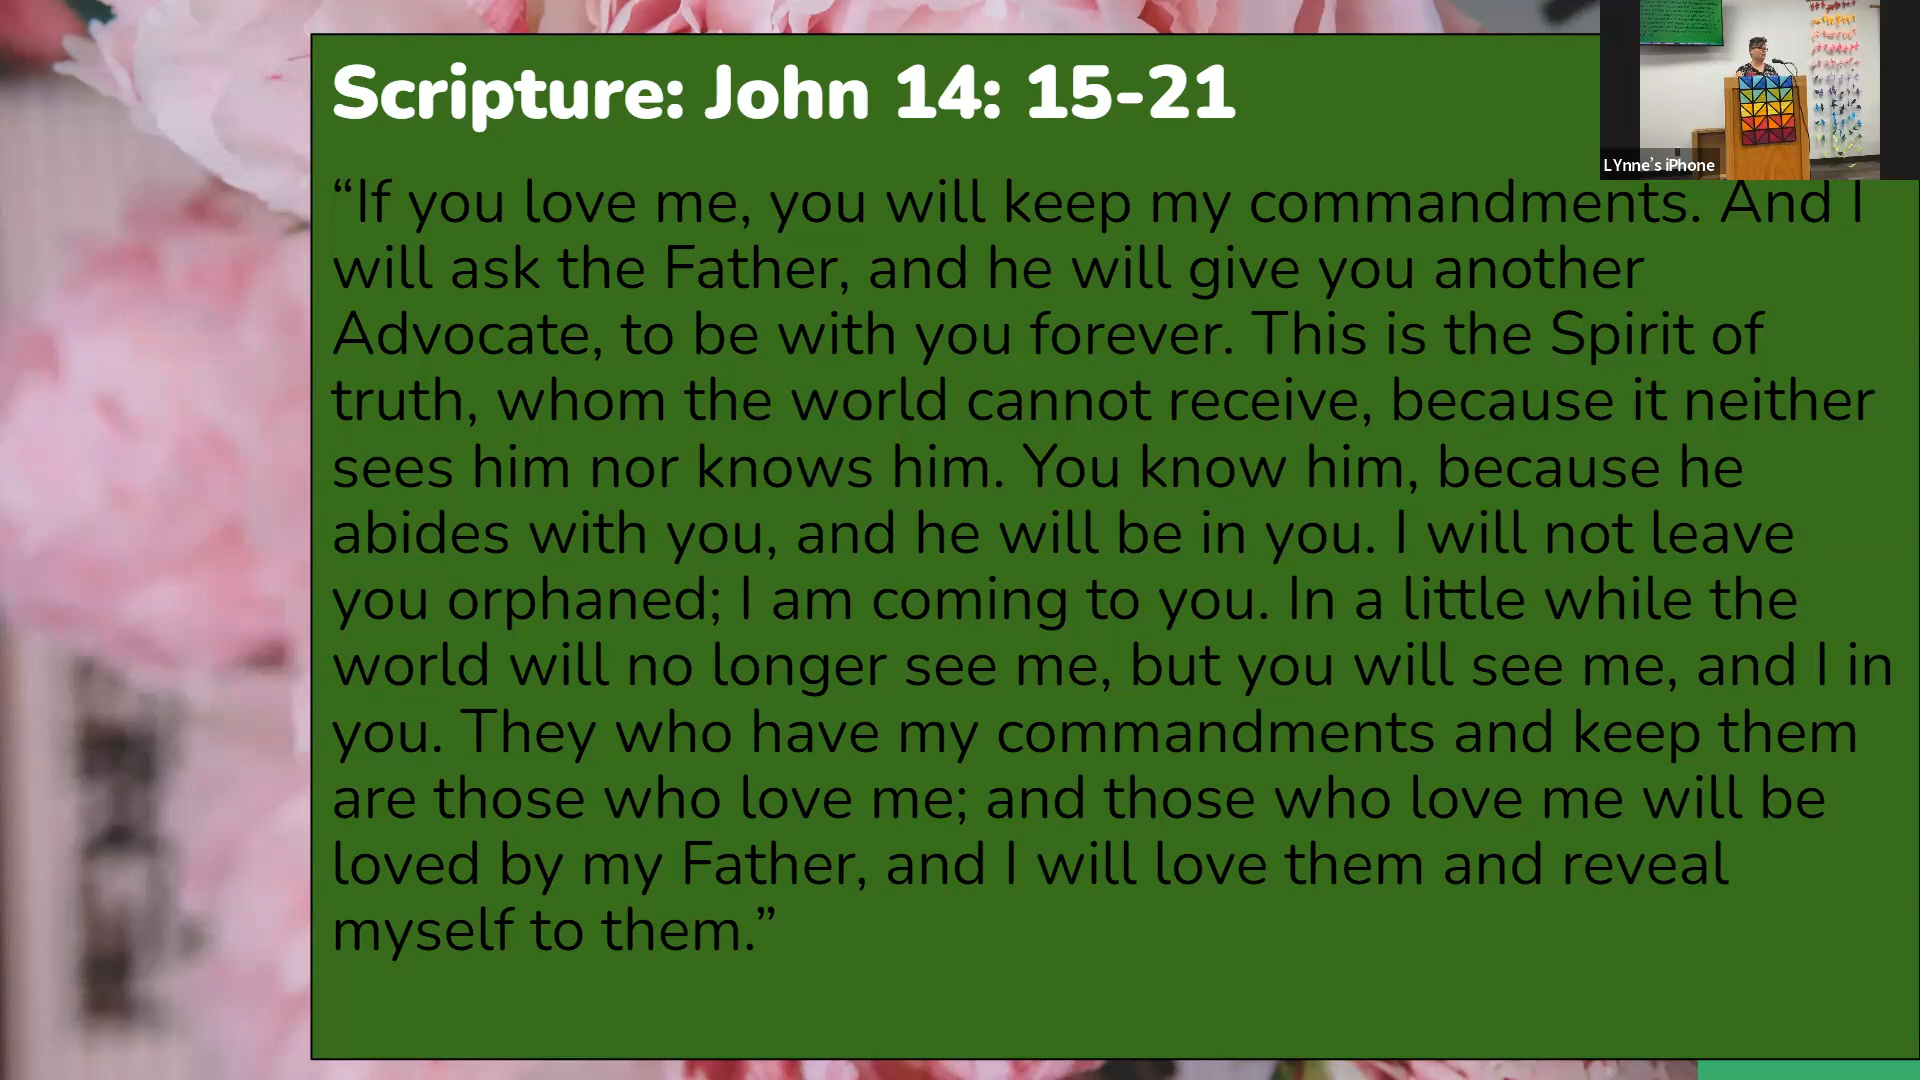 Scripture: John 14: 15-21
LYnne's iPhone
“If you love me, you will keep my commandments. And I
will ask the Father, and he will give you another
Advocate, to be with you forever. This is the Spirit of
truth, whom the world cannot receive, because it neither
sees him nor knows him. You know him, because he
abides with you, and he will be in you. I will not leave
you orphaned; I am coming to you. In a little while the
world will no longer see me, but you will see me, and I in
you. They who have my commandments and keep them
are those who love me; and those who love me will be
loved by my Father, and I will love them and reveal
myself to them.”